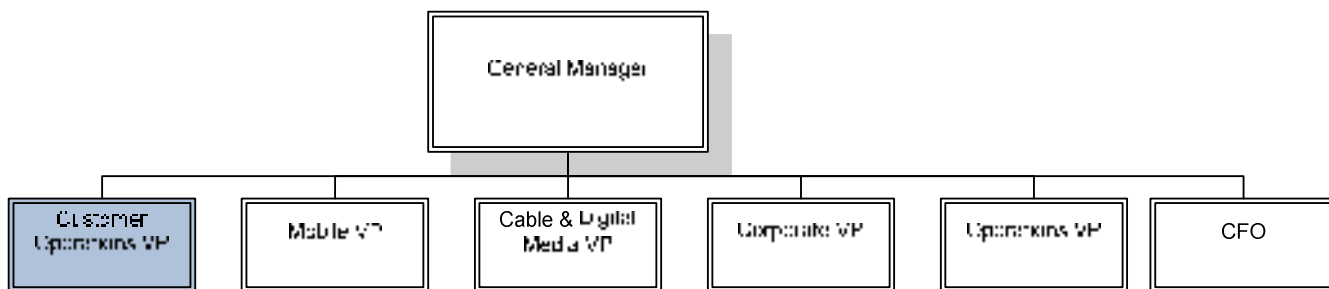 General Manager
Customer
Operations VP
Mobile VP
Cable & Digital
Media VP
Corporate VP
Operations VP
CFO